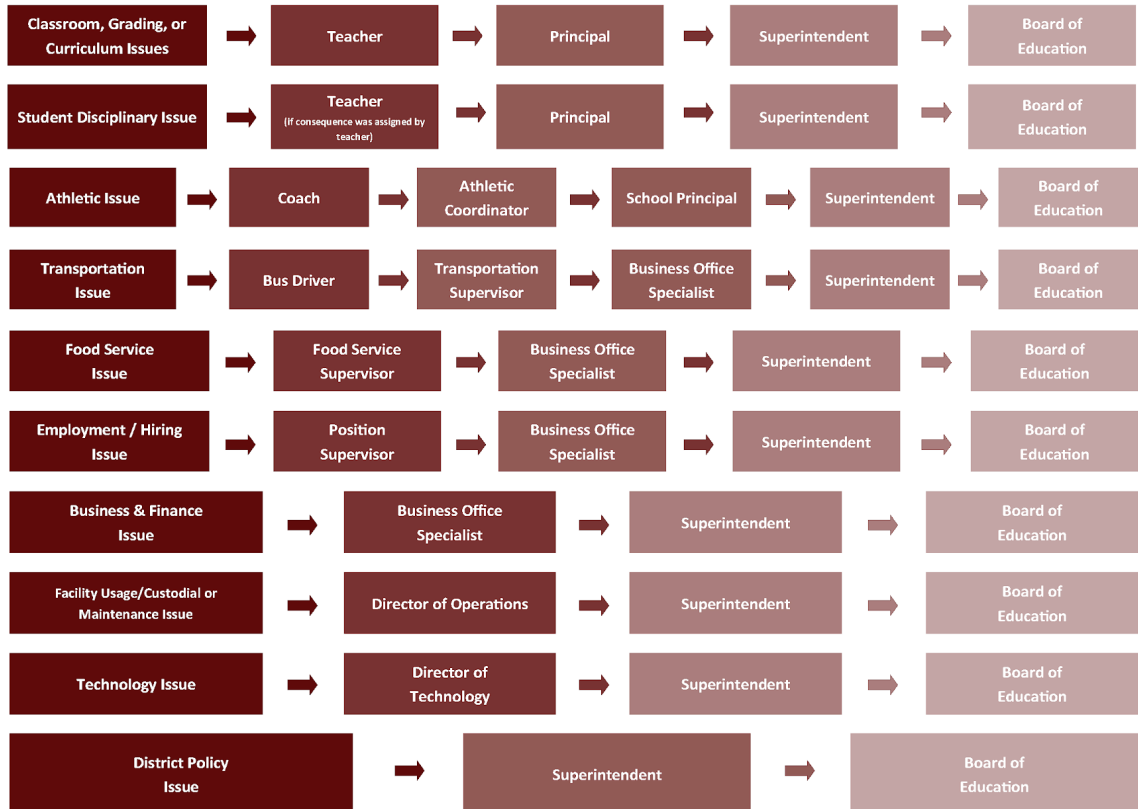 Classroom, Grading, or
Curriculum Issues
Teacher
Principal
Superintendent
Board of
Education
Student Disciplinary Issue
Teacher
(if consequence was assigned by
teacher)
Principal
Superintendent
Board of
Education
Athletic Issue
Coach
Athletic
Coordinator
School Principal
Superintendent
Board of
Education
Transportation
Issue
Bus Driver
Transportation
Supervisor
Business Office
Specialist
Superintendent
Board of
Education
Food Service
Issue
Food Service
Supervisor
Business Office
Specialist
Superintendent
Board of
Education
Employment / Hiring
Issue
Position
Supervisor
Business Office
Specialist
Superintendent
Board of
Education
Business & Finance
Issue
Business Office
Specialist
Superintendent
Board of
Education
Facility Usage/Custodial or
Maintenance Issue
Director of Operations
Superintendent
Board of
Education
Technology Issue
Director of
Technology
Superintendent
Board of
Education
District Policy
Issue
Superintendent
Board of
Education